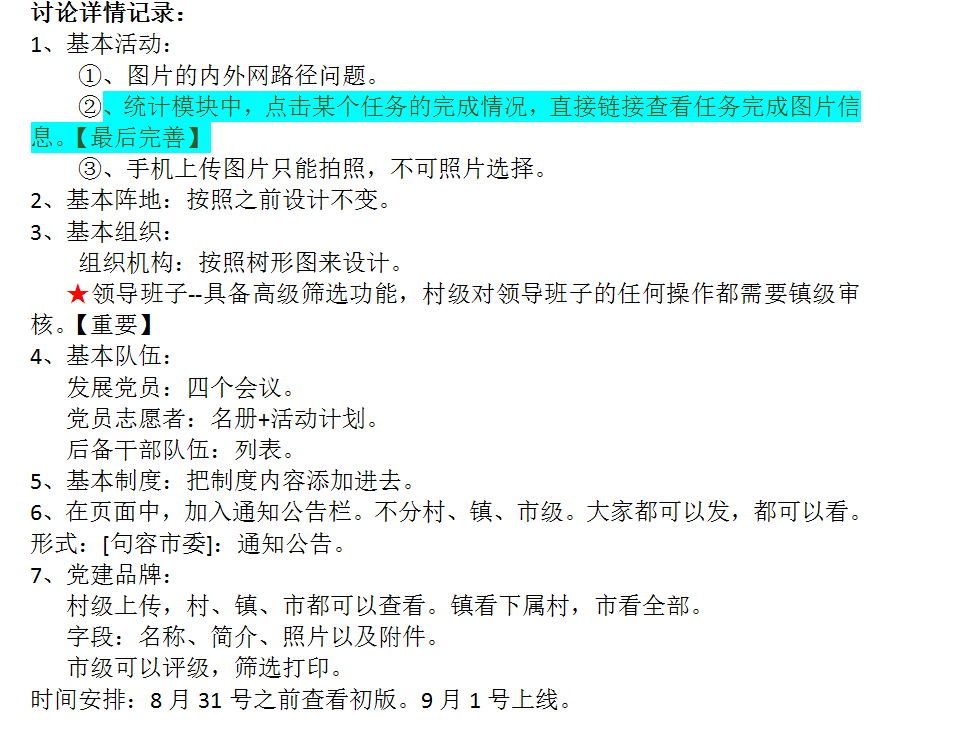 讨论详情记录：
1、基本活动：
①、图片的内外网路径问题。
②、统计模块中，点击某个任务的完成情况，直接链接查看任务完成图片信
息。【最后完善】
③、手机上传图片只能拍照，不可照片选择。
2、基本阵地：按照之前设计不变。
3、基本组织：
组织机构：按照树形图来设计。
★领导班子--具备高级筛选功能，村级对领导班子的任何操作都需要镇级审
核。【重要】
4、基本队伍：
发展党员：四个会议。
党员志愿者：名册+活动计划。
后备干部队伍：列表。
5、基本制度：把制度内容添加进去。
6、在页面中，加入通知公告栏。不分村、镇、市级。大家都可以发，都可以看。
形式：[句容市委]：通知公告。
7、党建品牌：
村级上传，村、镇、市都可以查看。镇看下属村，市看全部。
字段：名称、简介、照片以及附件。
市级可以评级，筛选打印。
时间安排：8 月 31 号之前查看初版。9 月 1 号上线。